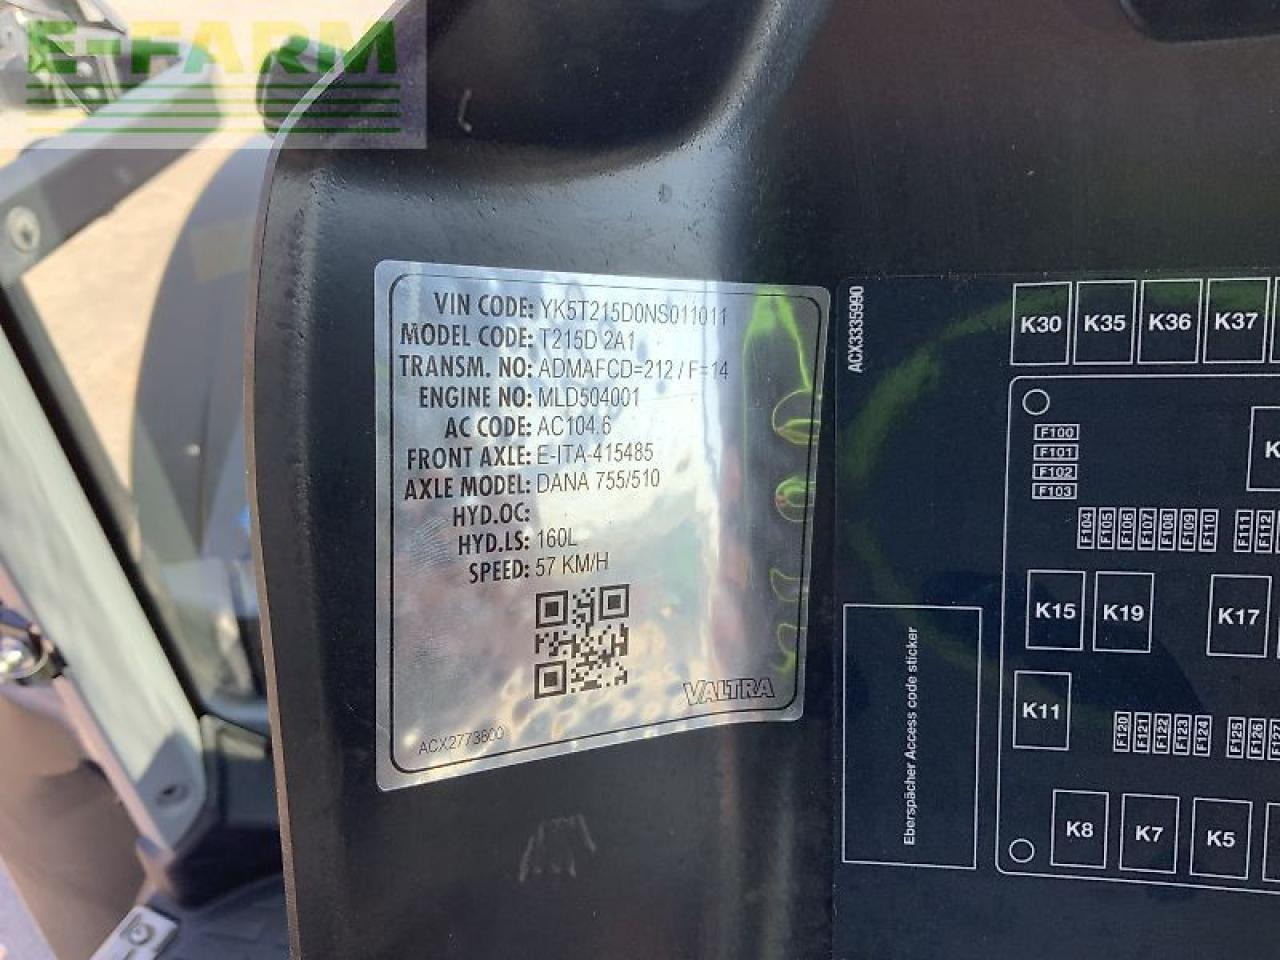 E-FARM
VIN CODE: YK5T215D0NS011011
MODEL CODE: T215D 2A1
TRANSM. NO: ADMAFCD=212 / F=14
ENGINE NO: MLD504001
AC CODE: AC104.6
FRONT AXLE: E-ITA-415485
AXLE MODEL: DANA 755/510
HYD.OC:
HYD.LS: 160L
SPEED: 57 KM/H
VALTRA
ACX2773600
ACX3335990
K30 K35 K36 K37
F100
F101
F102
F103
F104 F105 F106 F107 F108 F109 F110 F111 F112
K15 K19 K17
Eberspächer Access code sticker
K11
F120 F121 F122 F123 F124 F125 F126 F127
K8 K7 K5